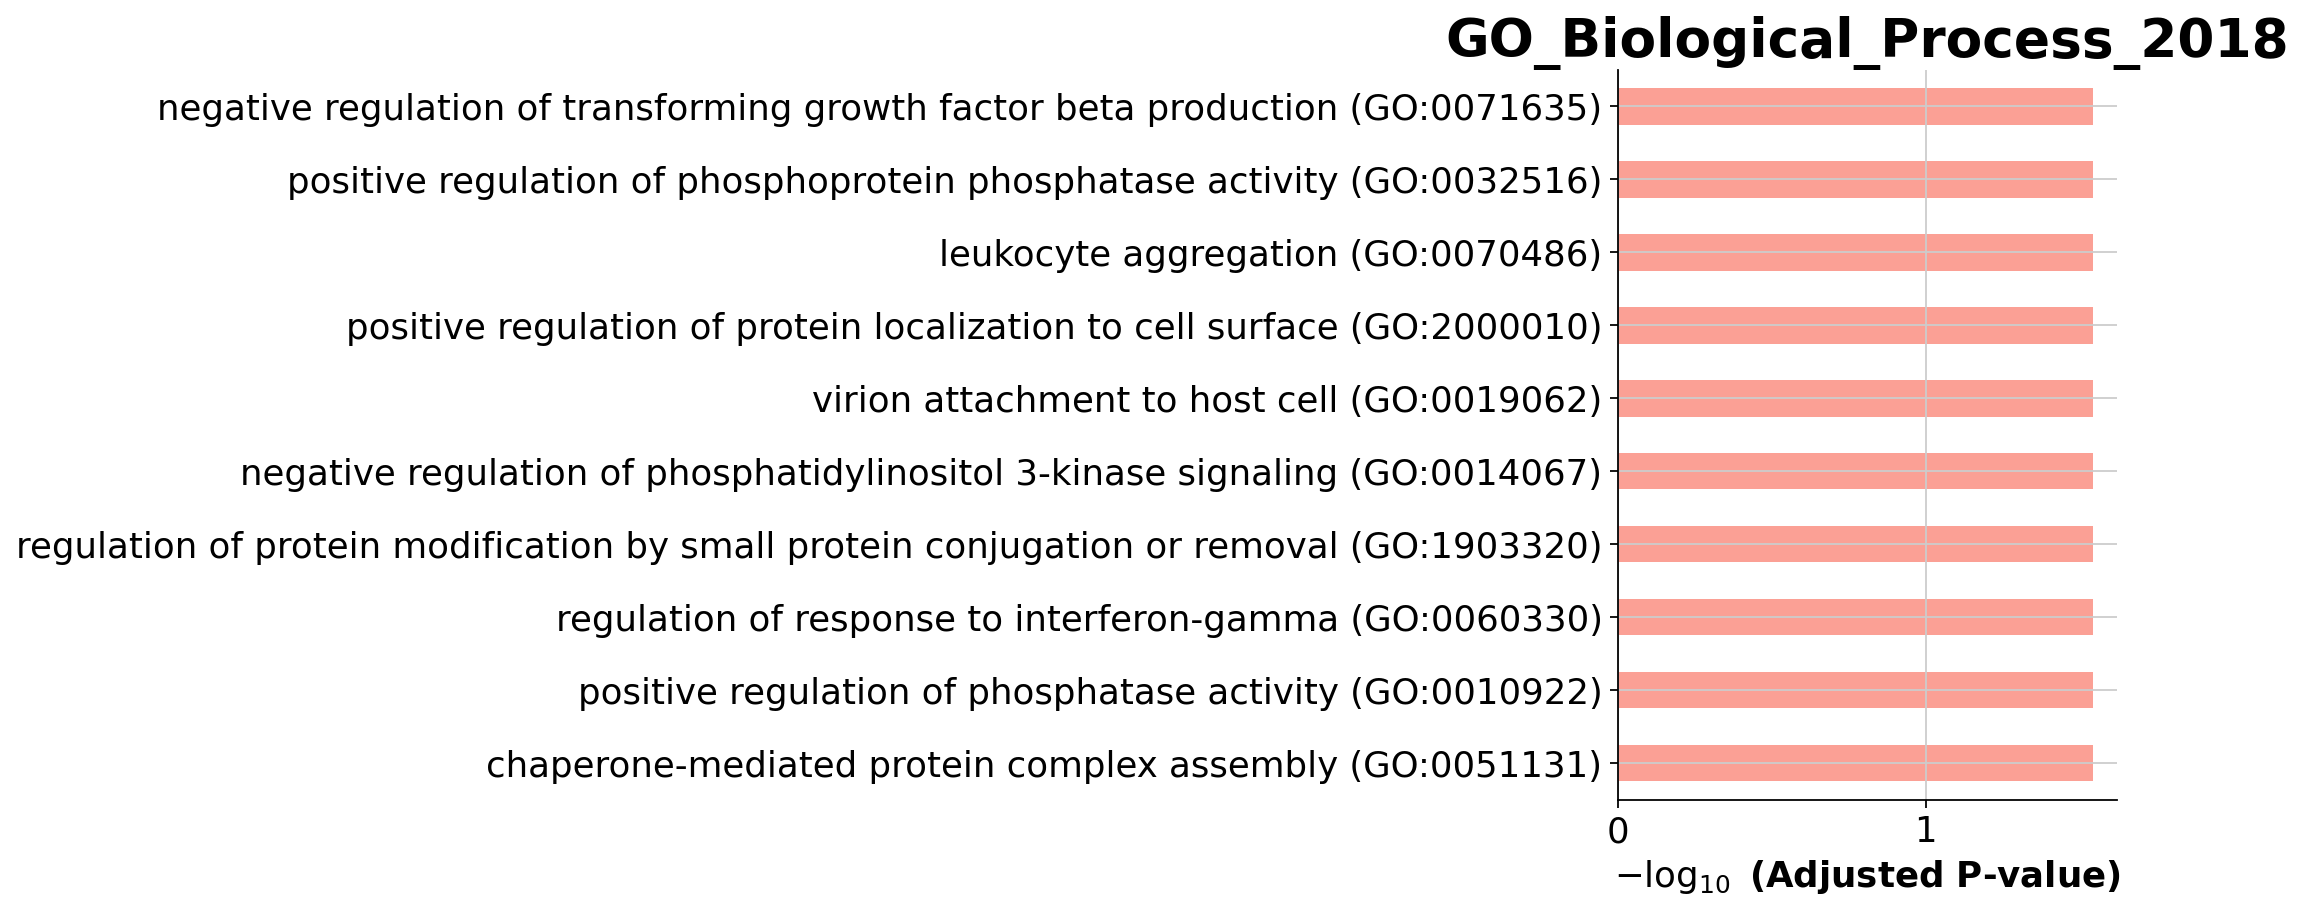 GO_Biological_Process_2018
negative regulation of transforming growth factor beta production (GO:0071635)
positive regulation of phosphoprotein phosphatase activity (GO:0032516)
leukocyte aggregation (GO:0070486)
positive regulation of protein localization to cell surface (GO:2000010)
virion attachment to host cell (GO:0019062)
negative regulation of phosphatidylinositol 3-kinase signaling (GO:0014067)
regulation of protein modification by small protein conjugation or removal (GO:1903320)
regulation of response to interferon-gamma (GO:0060330)
positive regulation of phosphatase activity (GO:0010922)
chaperone-mediated protein complex assembly (GO:0051131)
0 1
−log₁₀ (Adjusted P-value)